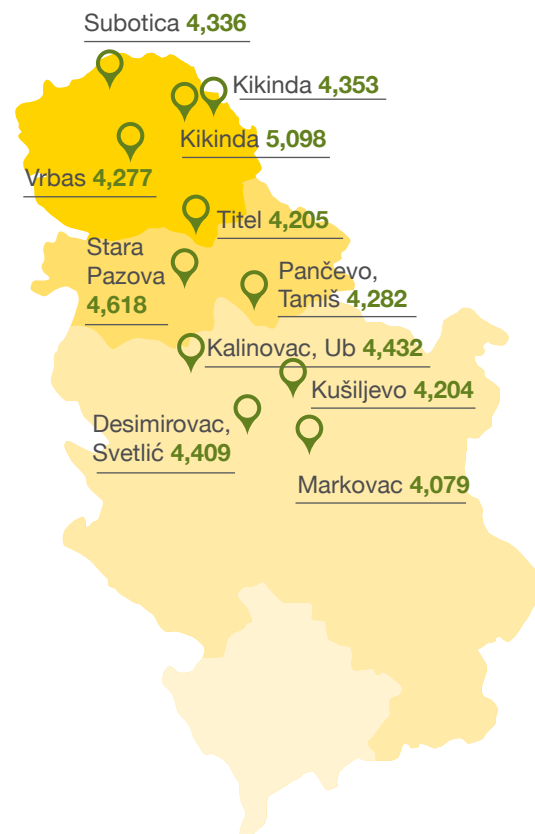 Subotica 4,336
Kikinda 4,353
Kikinda 5,098
Vrbas 4,277
Titel 4,205
Stara
Pazova
4,618
Pančevo,
Tamiš 4,282
Kalinovac, Ub 4,432
Kušiljevo 4,204
Desimirovac,
Svetlić 4,409
Markovac 4,079